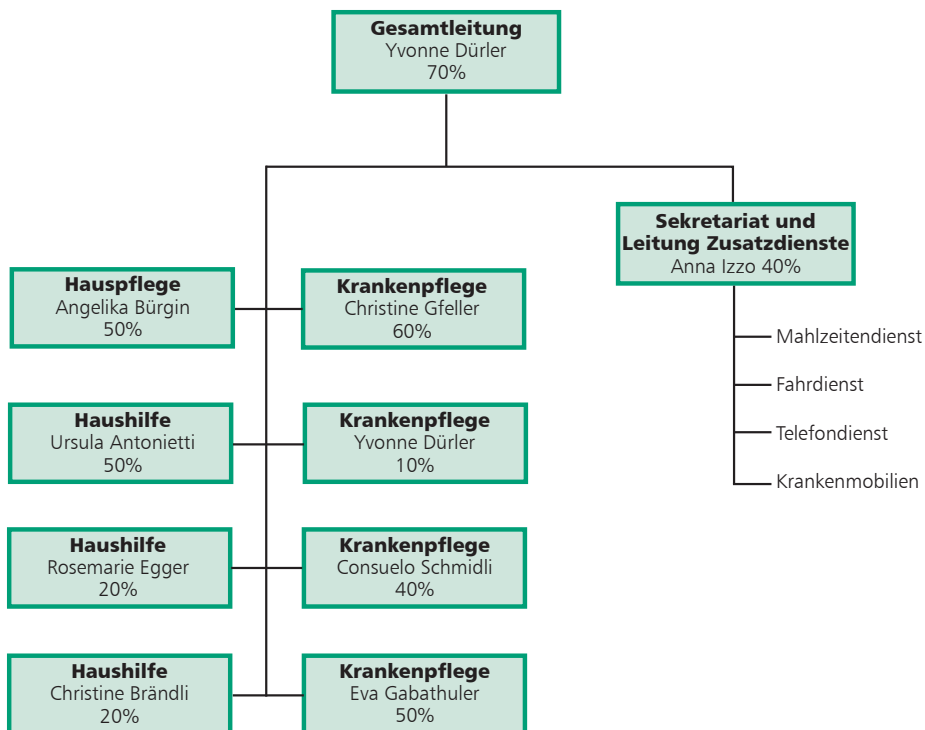 Gesamtleitung
Yvonne Dürler
70%
Sekretariat und
Leitung Zusatzdienste
Anna Izzo 40%
Mahlzeitendienst
Fahrdienst
Telefondienst
Krankenmobilien
Hauspflege
Angelika Bürgin
50%
Krankenpflege
Christine Gfeller
60%
Haushilfe
Ursula Antonietti
50%
Krankenpflege
Yvonne Dürler
10%
Haushilfe
Rosemarie Egger
20%
Krankenpflege
Consuelo Schmidli
40%
Haushilfe
Christine Brändli
20%
Krankenpflege
Eva Gabathuler
50%